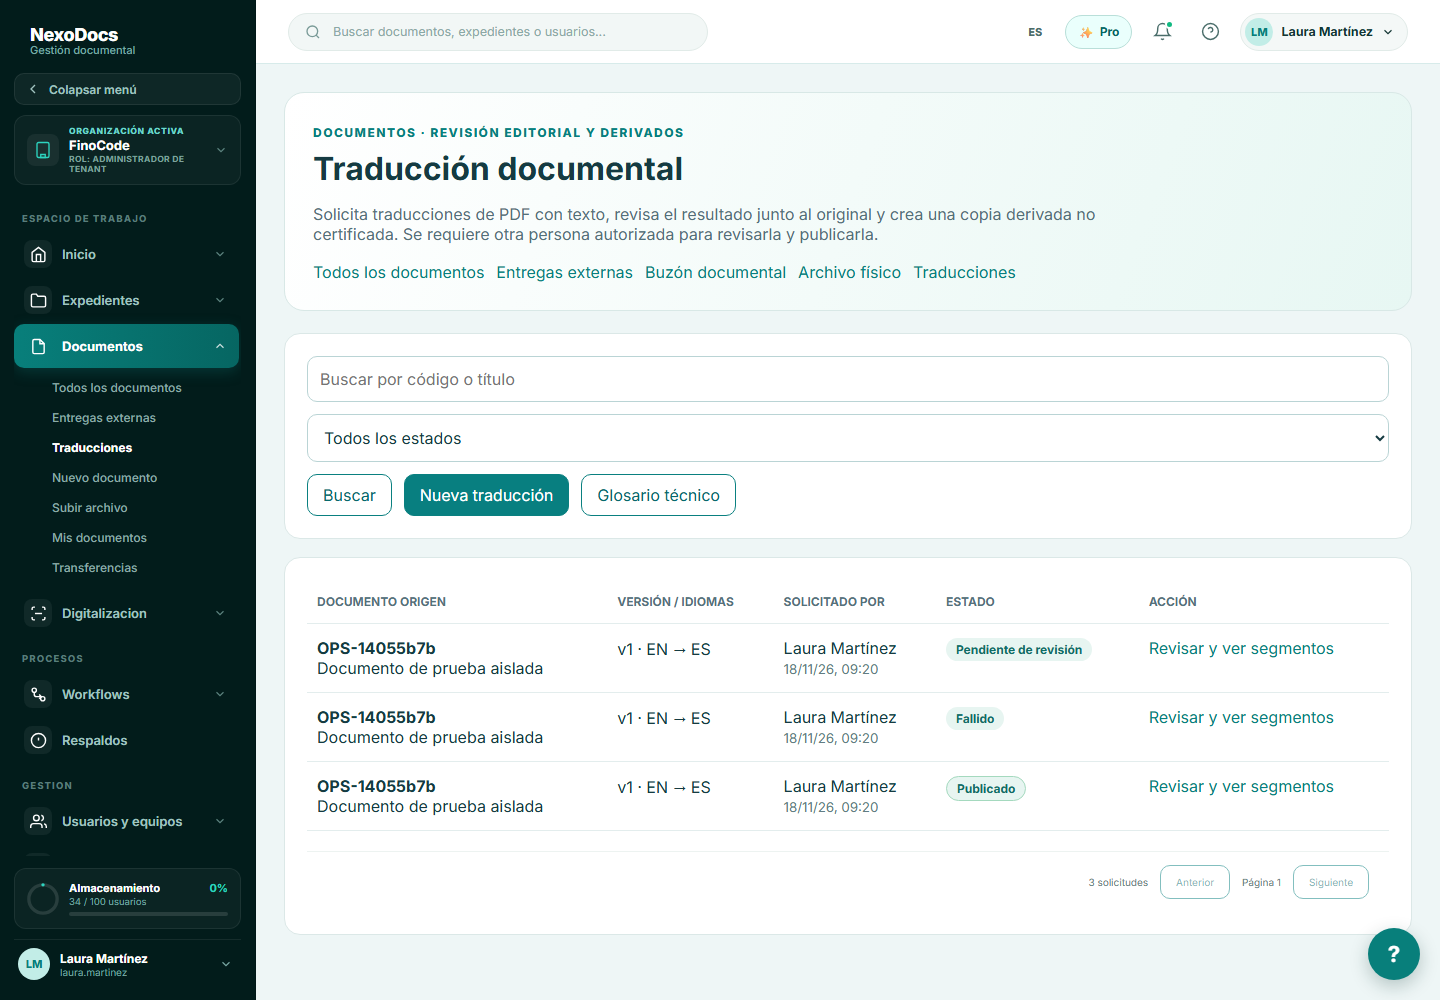 NexoDocs
Gestión documental
Colapsar menú
ORGANIZACIÓN ACTIVA
FinoCode
ROL: ADMINISTRADOR DE
TENANT
ESPACIO DE TRABAJO
Inicio
Expedientes
Documentos
Todos los documentos
Entregas externas
Traducciones
Nuevo documento
Subir archivo
Mis documentos
Transferencias
Digitalizacion
PROCESOS
Workflows
Respaldos
GESTION
Usuarios y equipos
Almacenamiento 0%
34 / 100 usuarios
LM Laura Martínez
laura.martinez
Buscar documentos, expedientes o usuarios...
ES
Pro
LM Laura Martínez
DOCUMENTOS · REVISIÓN EDITORIAL Y DERIVADOS
Traducción documental
Solicita traducciones de PDF con texto, revisa el resultado junto al original y crea una copia derivada no
certificada. Se requiere otra persona autorizada para revisarla y publicarla.
Todos los documentos Entregas externas Buzón documental Archivo físico Traducciones
Buscar por código o título
Todos los estados
Buscar Nueva traducción Glosario técnico
DOCUMENTO ORIGEN VERSIÓN / IDIOMAS SOLICITADO POR ESTADO ACCIÓN
OPS-14055b7b v1 · EN → ES Laura Martínez Pendiente de revisión Revisar y ver segmentos
Documento de prueba aislada 18/11/26, 09:20
OPS-14055b7b v1 · EN → ES Laura Martínez Fallido Revisar y ver segmentos
Documento de prueba aislada 18/11/26, 09:20
OPS-14055b7b v1 · EN → ES Laura Martínez Publicado Revisar y ver segmentos
Documento de prueba aislada 18/11/26, 09:20
3 solicitudes Anterior Página 1 Siguiente
?